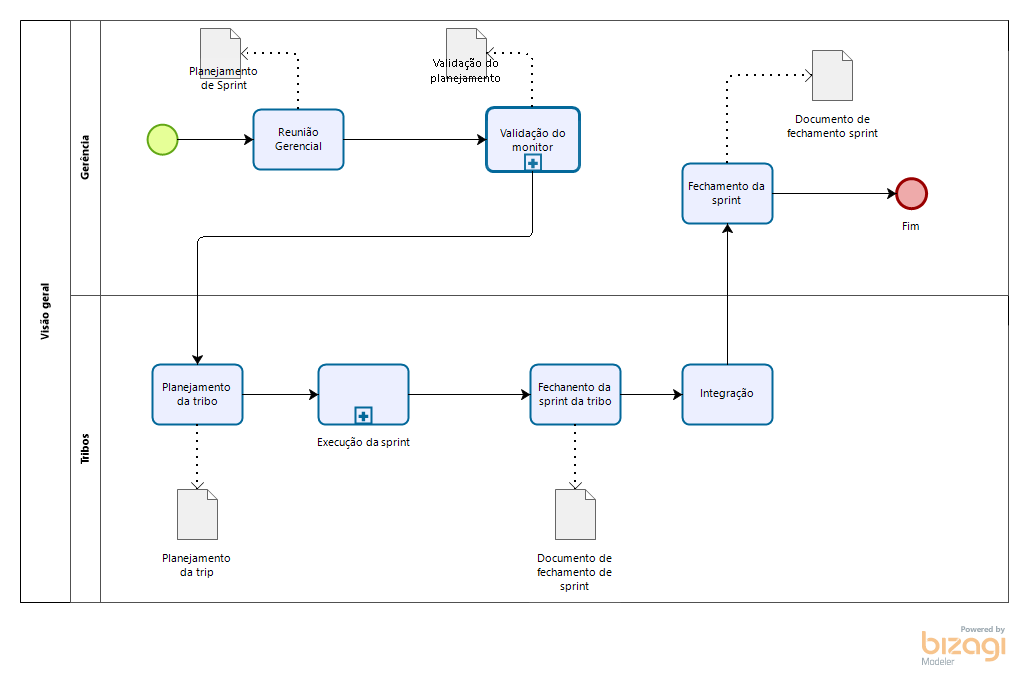 Visão geral
Gerência
Planejamento
de Sprint
Reunião
Gerencial
Validação do
planejamento
Validação do
monitor
Documento de
fechamento sprint
Fechamento da
sprint
Fim
Tribos
Planejamento
da tribo
Execução da sprint
Fechanento da
sprint da tribo
Integração
Planejamento
da trip
Documento de
fechamento de
sprint
Powered by
bizagi
Modeler